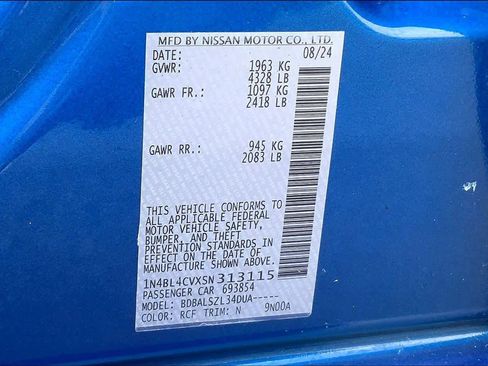 MFD BY NISSAN MOTOR CO., LTD.
DATE: 08/24
GVWR: 1963 KG
4328 LB
GAWR FR.: 1097 KG
2418 LB
GAWR RR.: 945 KG
2083 LB
THIS VEHICLE CONFORMS TO
ALL APPLICABLE FEDERAL
MOTOR VEHICLE SAFETY,
BUMPER, AND THEFT
PREVENTION STANDARDS IN
EFFECT ON THE DATE OF
MANUFACTURE SHOWN ABOVE.
1N4BL4CVXSN313115
PASSENGER CAR 693854
MODEL: BDBALSZL34DUA-----
COLOR: RCF TRIM: N 9N00A